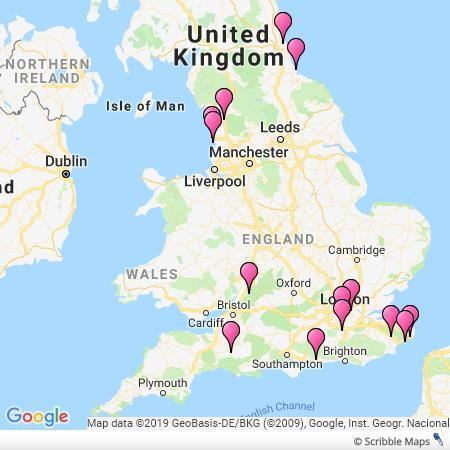 United
Kingdom
NORTHERN
IRELAND
Isle of Man
Leeds
Dublin
Manchester
Liverpool
nd
ENGLAND
Cambridge
WALES
Oxford
London
Cardiff
Bristol
Southampton
Brighton
Plymouth
English Channel
Google
Map data ©2019 GeoBasis-DE/BKG (©2009), Google, Inst. Geogr. Nacional
© Scribble Maps